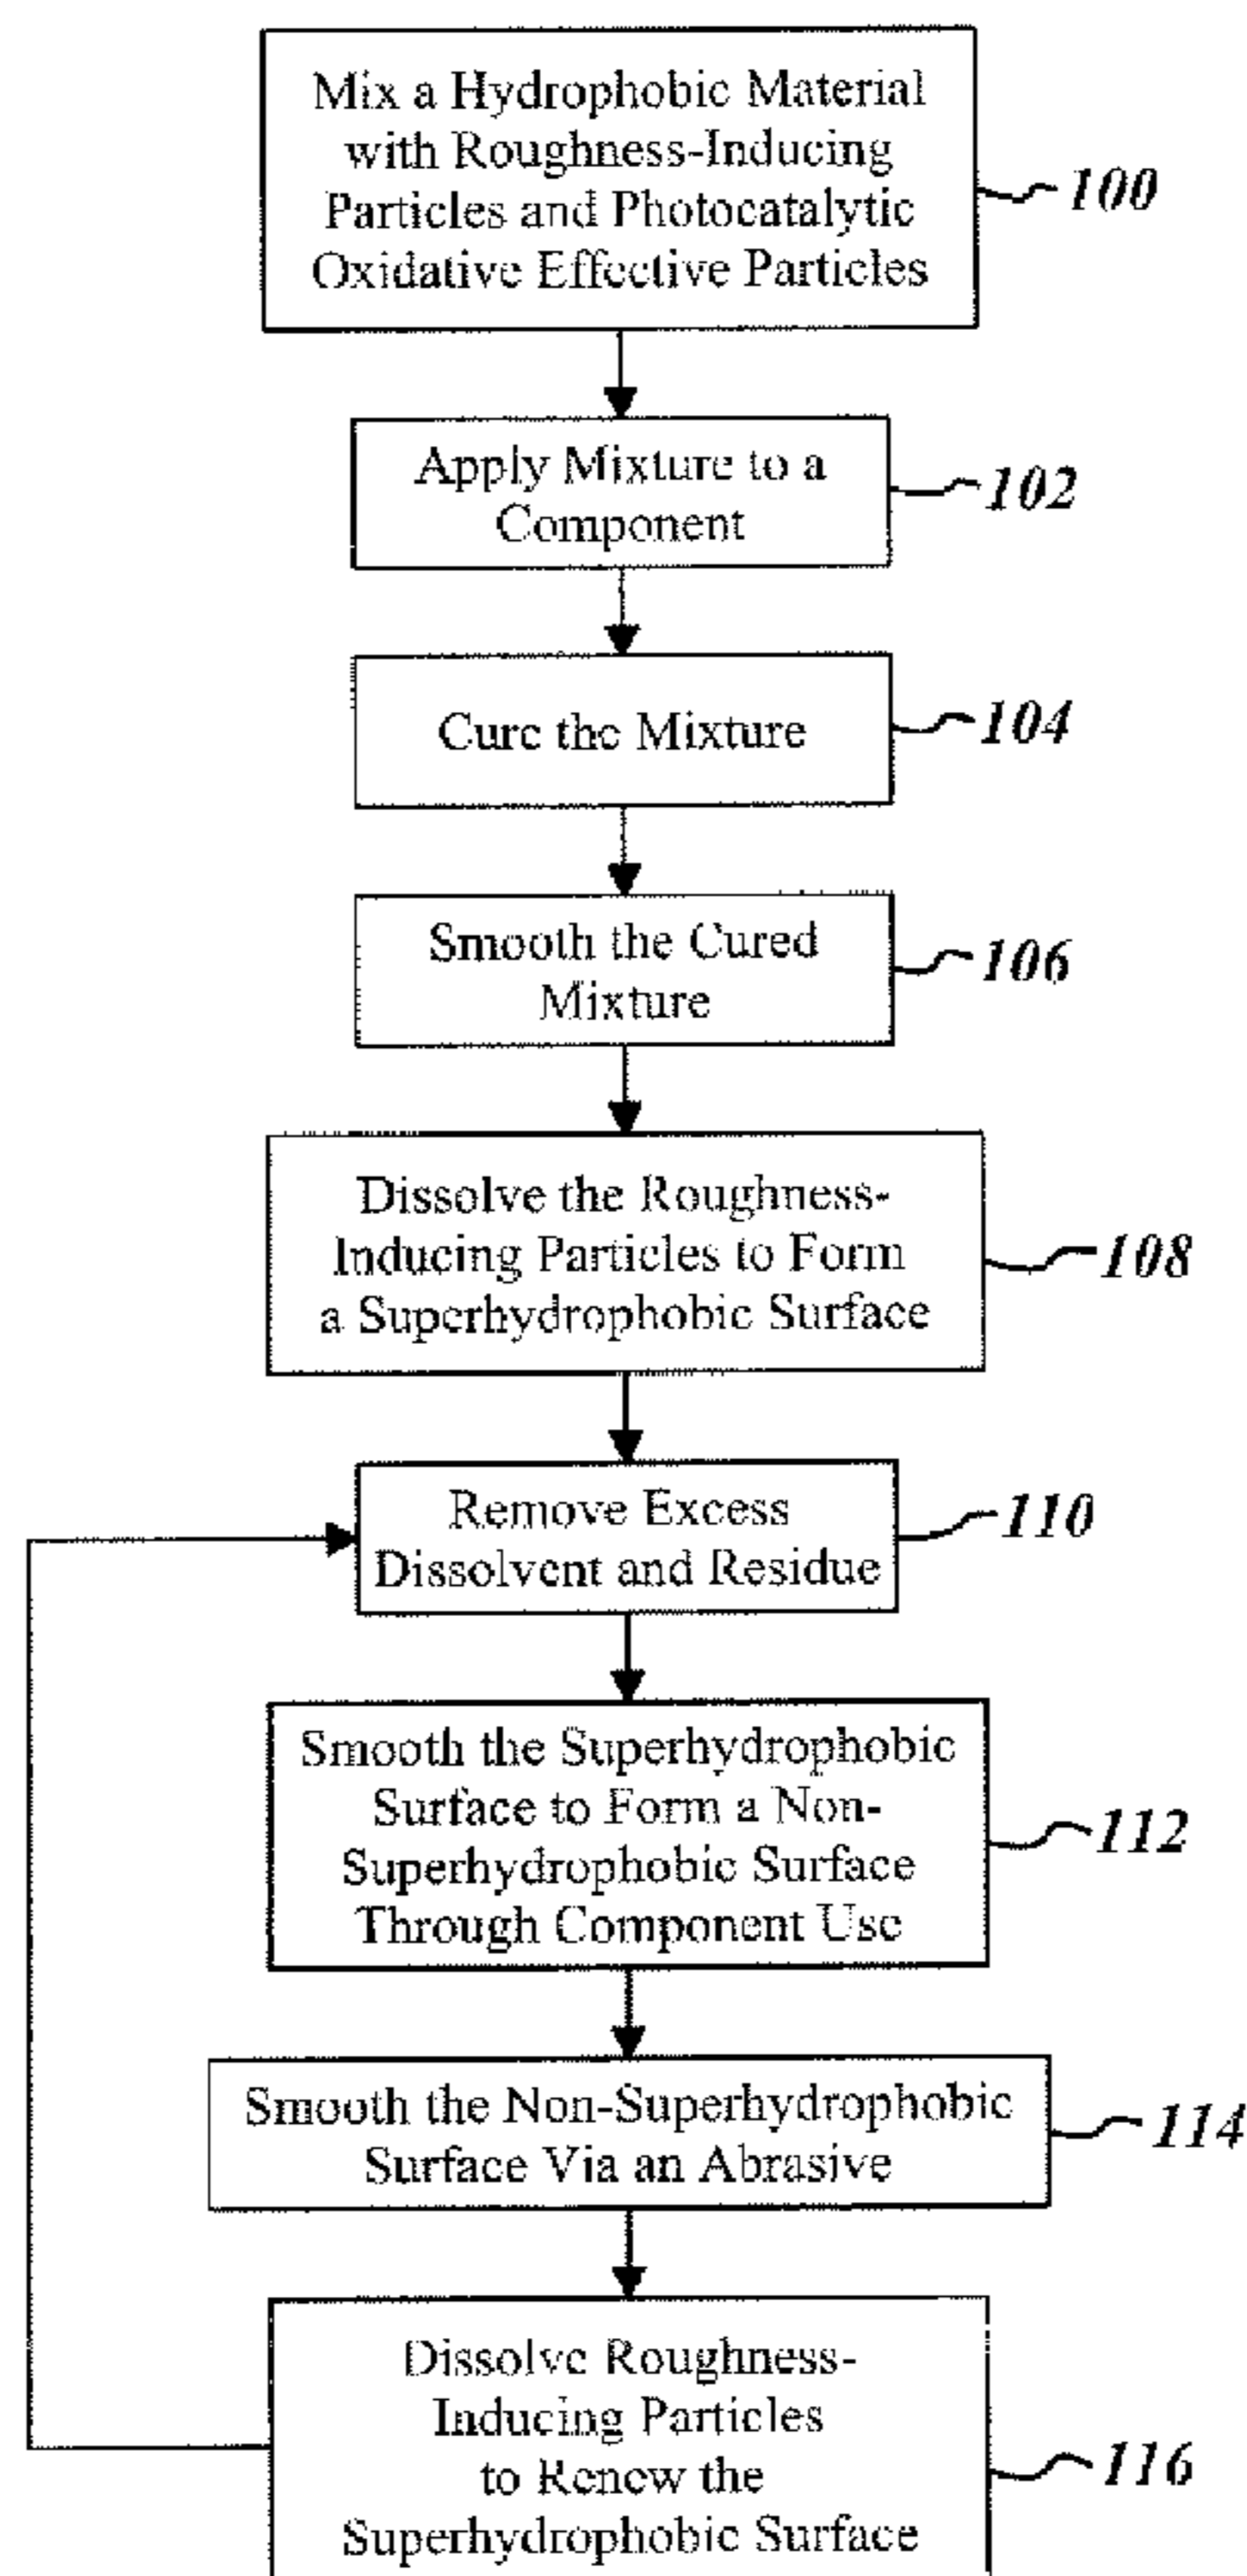 Mix a Hydrophobic Material
with Roughness-Inducing
Particles and Photocatalytic
Oxidative Effective Particles
100
Apply Mixture to a
Component
102
Cure the Mixture
104
Smooth the Cured
Mixture
106
Dissolve the Roughness-
Inducing Particles to Form
a Superhydrophobic Surface
108
Remove Excess
Dissolvent and Residue
110
Smooth the Superhydrophobic
Surface to Form a Non-
Superhydrophobic Surface
Through Component Use
112
Smooth the Non-Superhydrophobic
Surface Via an Abrasive
114
Dissolve Roughness-
Inducing Particles
to Renew the
Superhydrophobic Surface
116